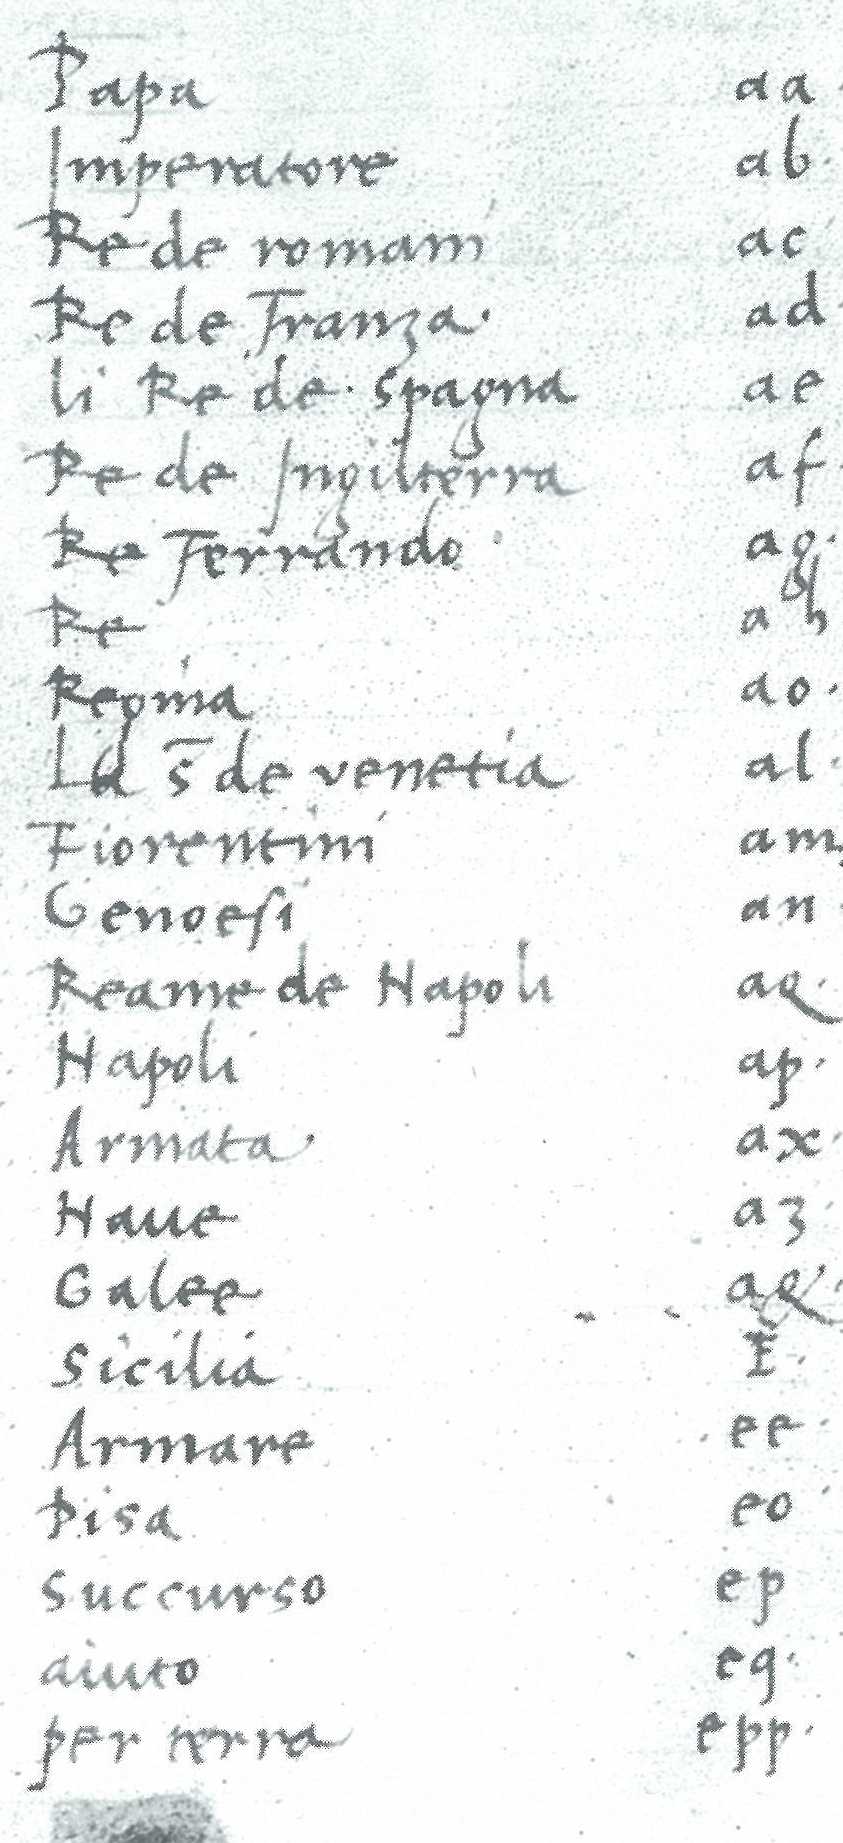 Papa aa.
Imperatore ab.
Re de romani ac
Re de Franza. ad.
li Re de. spagna ae
Re de Ingilterra af.
Re Ferrando ag.
Re ah
Regina ao.
La s̄ de venetia al.
Fiorentini am.
Genoesi an.
Reame de Napoli aq.
Napoli ap.
Armata. ax.
Naue az.
Galee
Sicilia E.
Armare ee.
Pisa eo.
Succurso ep
aiuto eq.
per terra epp.